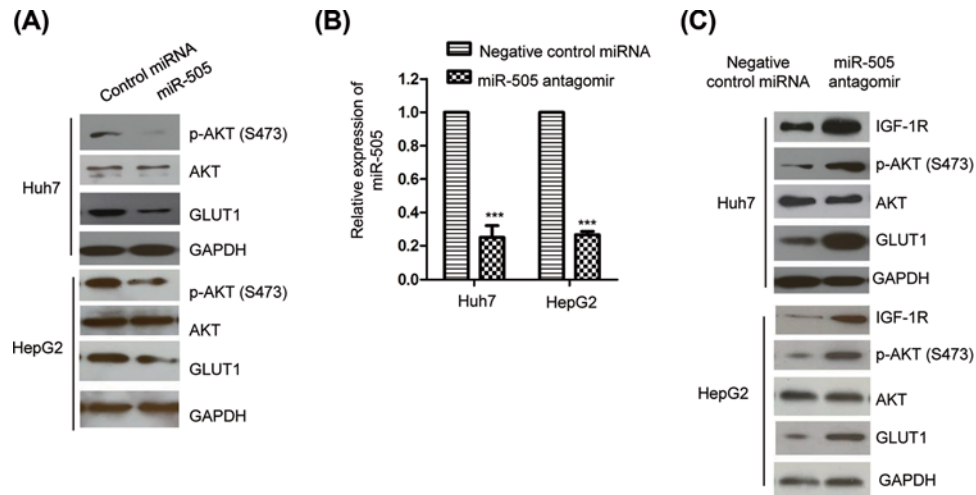 (A)
Control miRNA
miR-505
Huh7
p-AKT (S473)
AKT
GLUT1
GAPDH
HepG2
p-AKT (S473)
AKT
GLUT1
GAPDH
(B)
Negative control miRNA
miR-505 antagomir
Relative expression of
miR-505
1.2
1.0
0.8
0.6
0.4
0.2
0.0
***
***
Huh7
HepG2
(C)
Negative
control miRNA
miR-505
antagomir
Huh7
IGF-1R
p-AKT (S473)
AKT
GLUT1
GAPDH
HepG2
IGF-1R
p-AKT (S473)
AKT
GLUT1
GAPDH